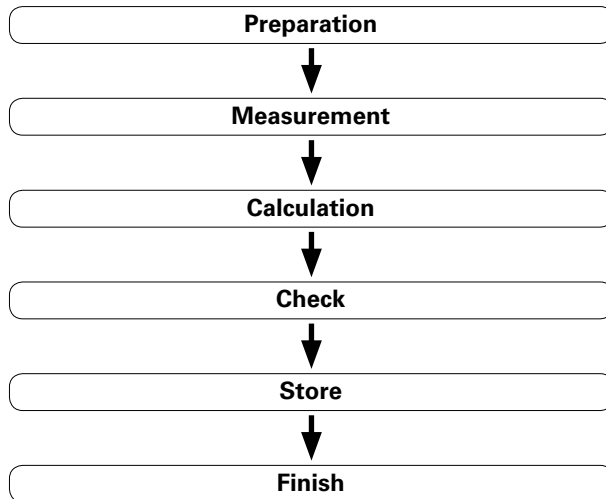 Preparation
Measurement
Calculation
Check
Store
Finish